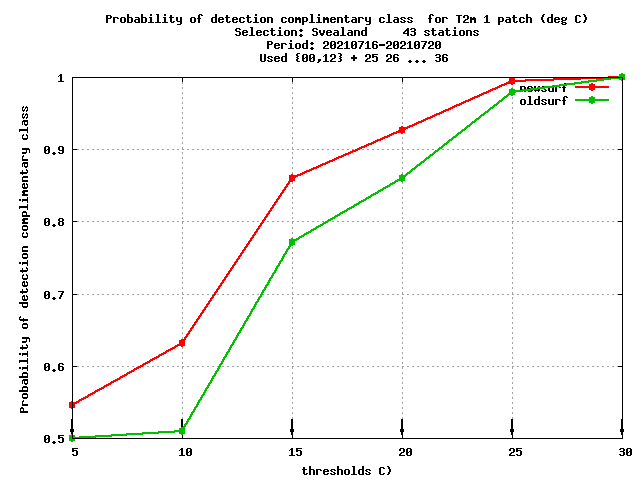 Probability of detection complimentary class  for T2m 1 patch (deg C)
Selection: Svealand     43 stations
Period: 20210716-20210720
Used {00,12} + 25 26 ... 36
Probability of detection complimentary class
1
0.9
0.8
0.7
0.6
0.5
newsurf
oldsurf
5 10 15 20 25 30
thresholds C)